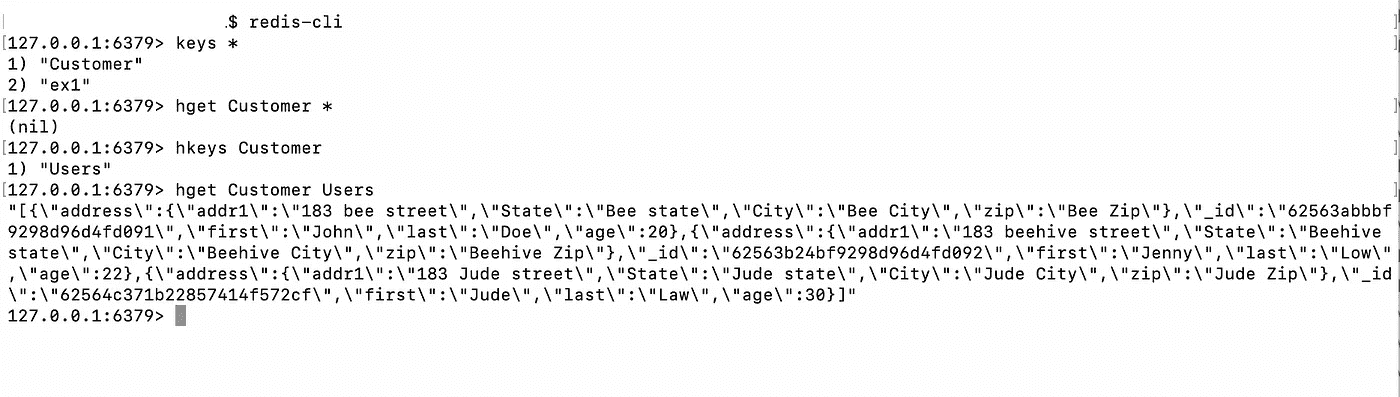 .$ redis-cli
[127.0.0.1:6379> keys *
1) "Customer"
2) "ex1"
[127.0.0.1:6379> hget Customer *
(nil)
[127.0.0.1:6379> hkeys Customer
1) "Users"
[127.0.0.1:6379> hget Customer Users
"[{\"address\":{\"addr1\":\"183 bee street\",\"State\":\"Bee state\",\"City\":\"Bee City\",\"zip\":\"Bee Zip\"},\"_id\":\"62563abbbf
9298d96d4fd091\",\"first\":\"John\",\"last\":\"Doe\",\"age\":20},{\"address\":{\"addr1\":\"183 beehive street\",\"State\":\"Beehive
state\",\"City\":\"Beehive City\",\"zip\":\"Beehive Zip\"},\"_id\":\"62563b24bf9298d96d4fd092\",\"first\":\"Jenny\",\"last\":\"Low\"
,\"age\":22},{\"address\":{\"addr1\":\"183 Jude street\",\"State\":\"Jude state\",\"City\":\"Jude City\",\"zip\":\"Jude Zip\"},\"_id
\":\"62564c371b22857414f572cf\",\"first\":\"Jude\",\"last\":\"Law\",\"age\":30}]"
127.0.0.1:6379>